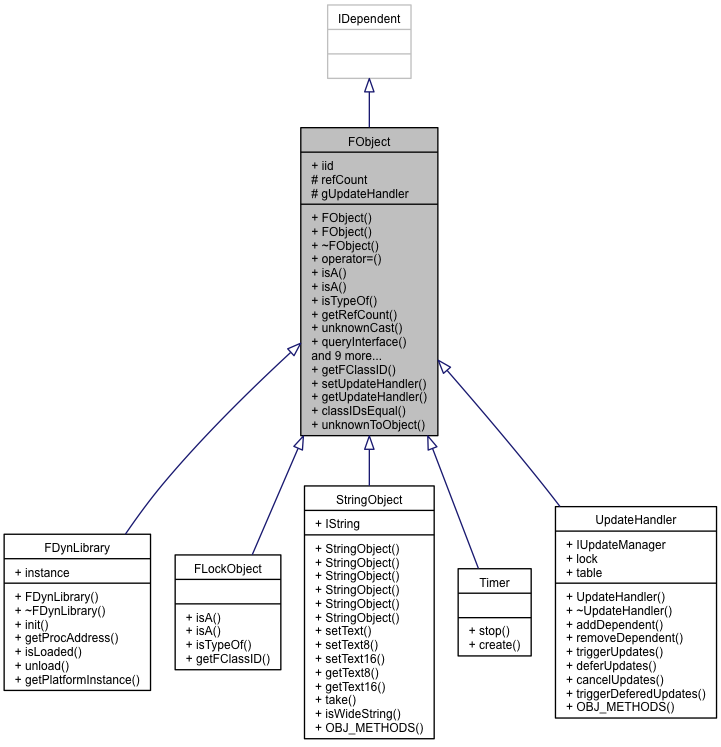 IDependent
FObject
+ iid
# refCount
# gUpdateHandler
+ FObject()
+ FObject()
+ ~FObject()
+ operator=()
+ isA()
+ isA()
+ isTypeOf()
+ getRefCount()
+ unknownCast()
+ queryInterface()
and 9 more...
+ getFClassID()
+ setUpdateHandler()
+ getUpdateHandler()
+ classIDsEqual()
+ unknownToObject()
FDynLibrary
+ instance
+ FDynLibrary()
+ ~FDynLibrary()
+ init()
+ getProcAddress()
+ isLoaded()
+ unload()
+ getPlatformInstance()
FLockObject
+ isA()
+ isA()
+ isTypeOf()
+ getFClassID()
StringObject
+ IString
+ StringObject()
+ StringObject()
+ StringObject()
+ StringObject()
+ StringObject()
+ StringObject()
+ setText()
+ setText8()
+ setText16()
+ getText8()
+ getText16()
+ take()
+ isWideString()
+ OBJ_METHODS()
Timer
+ stop()
+ create()
UpdateHandler
+ IUpdateManager
+ lock
+ table
+ UpdateHandler()
+ ~UpdateHandler()
+ addDependent()
+ removeDependent()
+ triggerUpdates()
+ deferUpdates()
+ cancelUpdates()
+ triggerDeferedUpdates()
+ OBJ_METHODS()